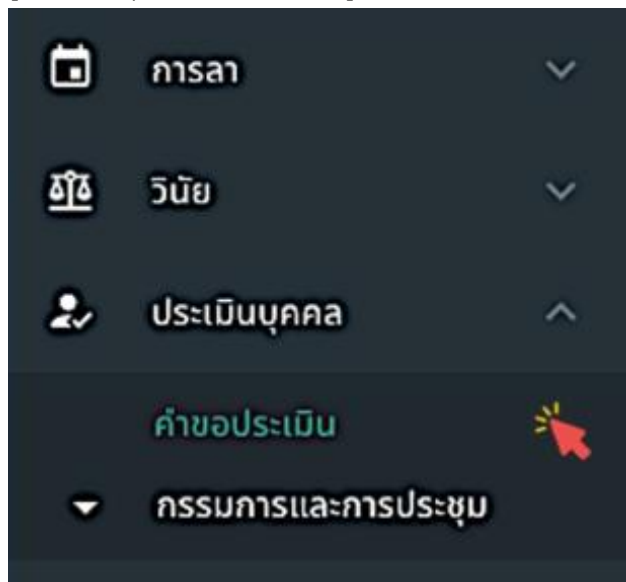 การลา
วินัย
ประเมินบุคคล
คำขอประเมิน
กรรมการและการประชุม